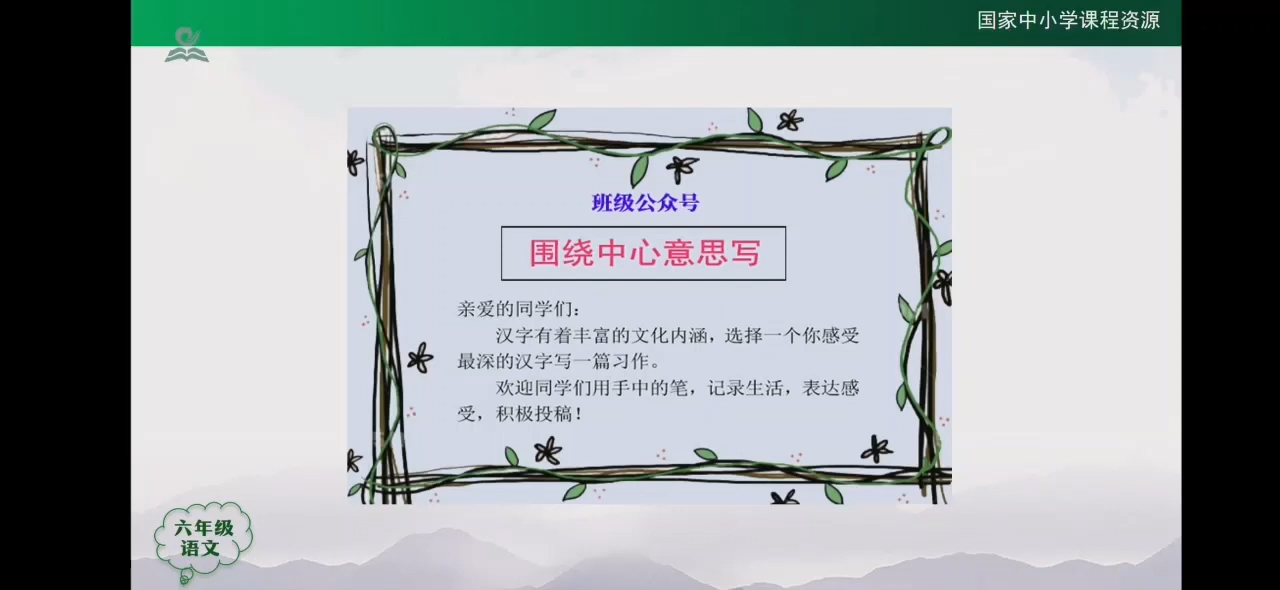 国家中小学课程资源
班级公众号
围绕中心意思写
亲爱的同学们：
汉字有着丰富的文化内涵，选择一个你感受
最深的汉字写一篇习作。
欢迎同学们用手中的笔，记录生活，表达感
受，积极投稿！
六年级
语文